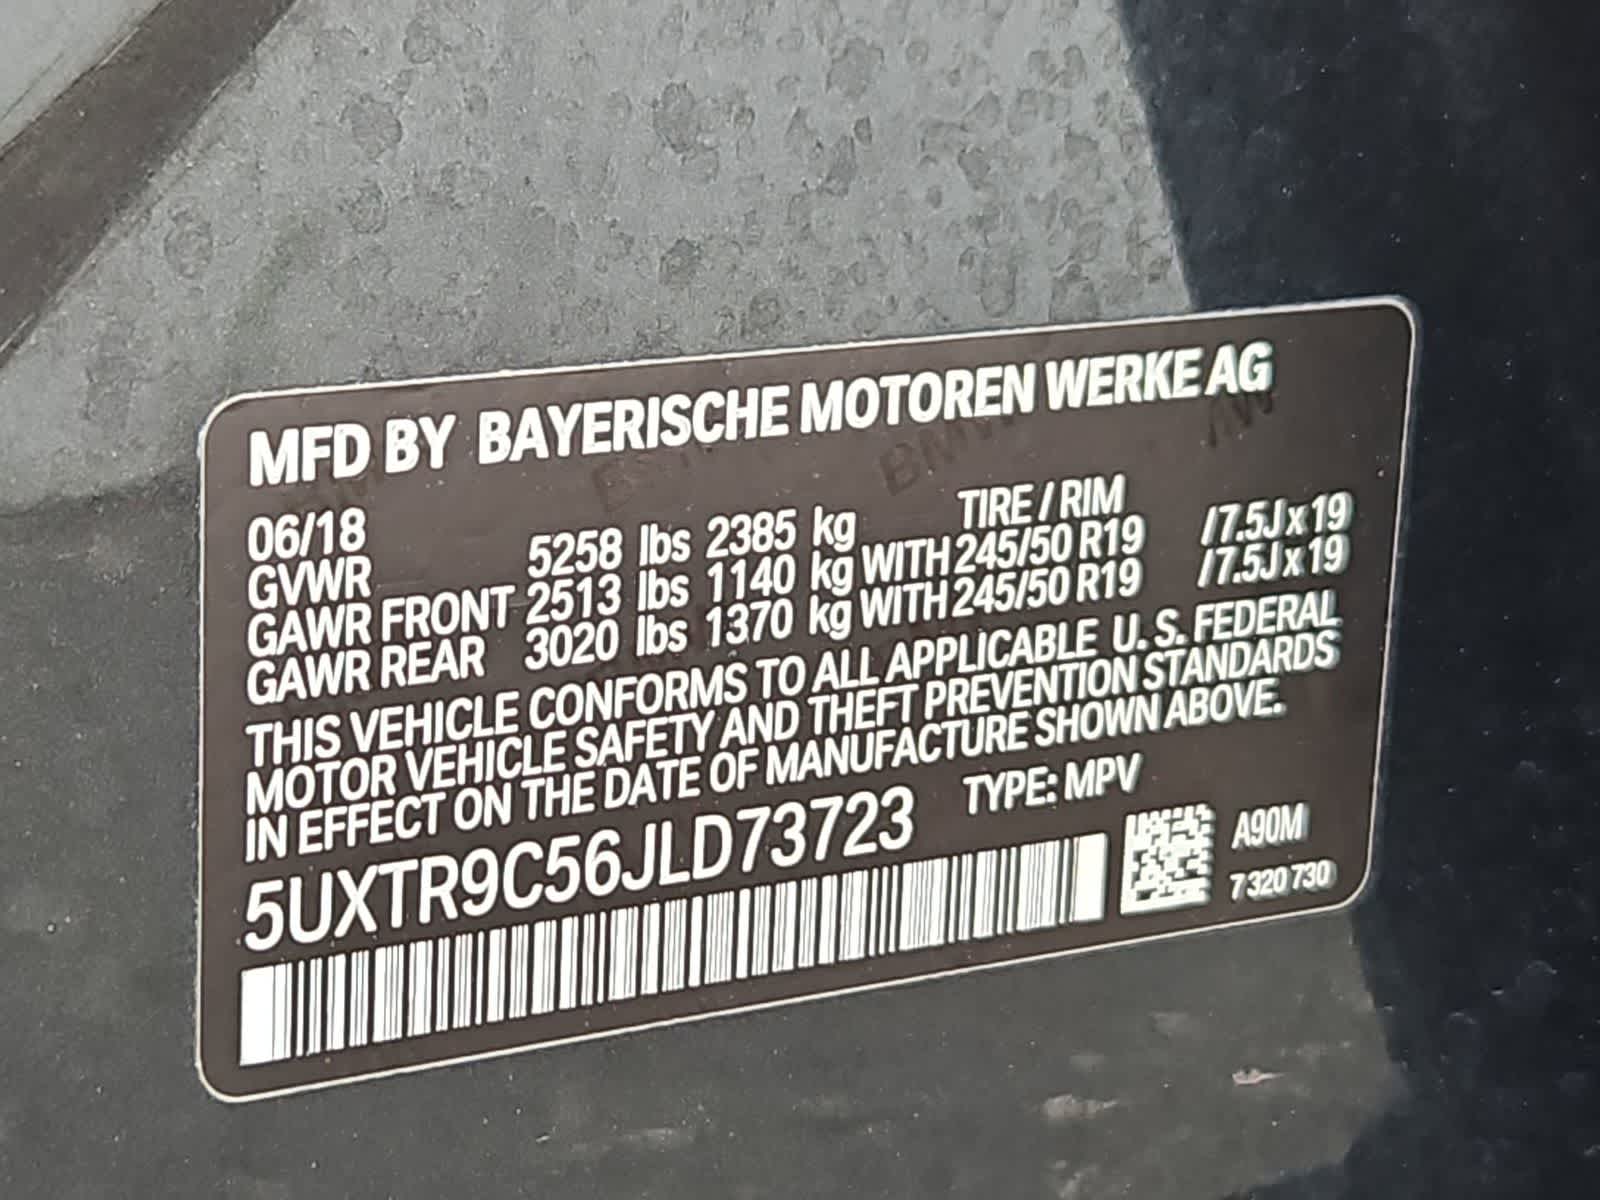 MFD BY BAYERISCHE MOTOREN WERKE AG
06/18 TIRE / RIM
GVWR 5258 lbs 2385 kg
GAWR FRONT 2513 lbs 1140 kg WITH 245/50 R19 /7.5J x 19
GAWR REAR 3020 lbs 1370 kg WITH 245/50 R19 /7.5J x 19
THIS VEHICLE CONFORMS TO ALL APPLICABLE U.S. FEDERAL
MOTOR VEHICLE SAFETY AND THEFT PREVENTION STANDARDS
IN EFFECT ON THE DATE OF MANUFACTURE SHOWN ABOVE.
5UXTR9C56JLD73723 TYPE: MPV
A90M
7 320 730